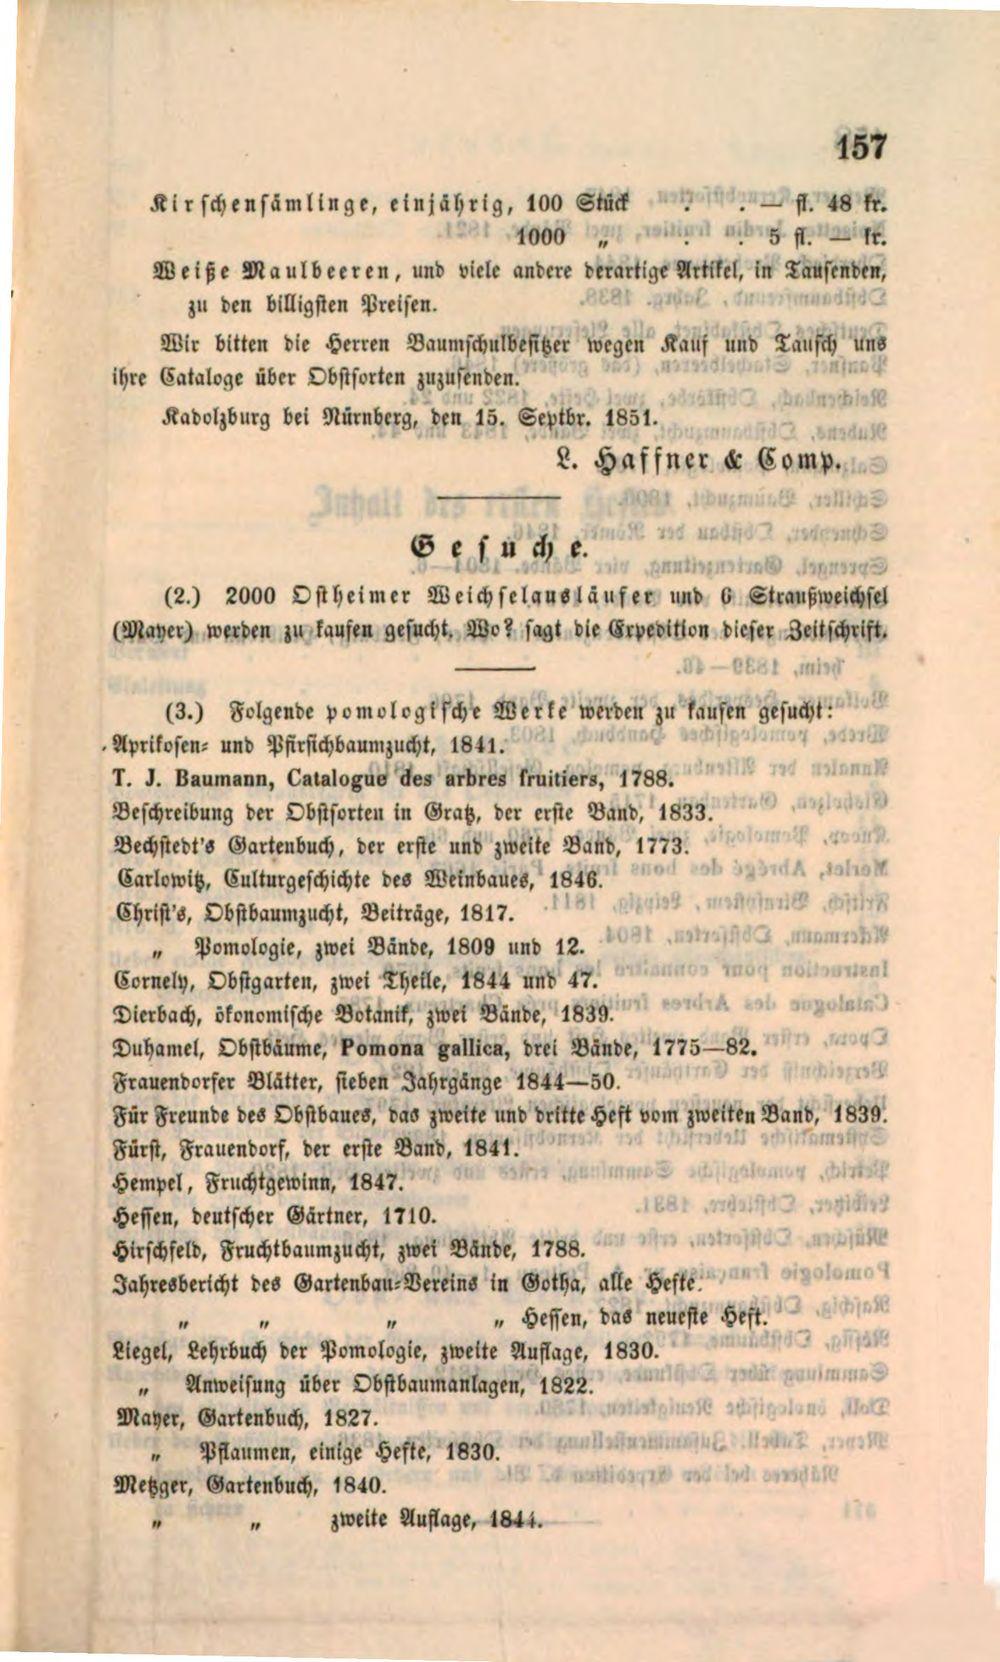 157
Kirschensämlinge, einjährig, 100 Stück . . — fl. 48 kr.
1000 „ . . 5 fl. — kr.
Weiße Maulbeeren, und viele andere derartige Artikel, in Tausenden,
zu den billigsten Preisen.
Wir bitten die Herren Baumschulbesitzer wegen Kauf und Tausch uns
ihre Cataloge über Obstsorten zuzusenden.
Kadolzburg bei Nürnberg, den 15. Septbr. 1851.
L. Haffner & Comp.
Gesuche.
(2.) 2000 Ostheimer Weichselausläufer und 6 Straußweichsel
(Mayer) werden zu kaufen gesucht. Wo? sagt die Expedition dieser Zeitschrift.
(3.) Folgende pomologische Werke werden zu kaufen gesucht:
Aprikosen- und Pfirsichbaumzucht, 1841.
T. J. Baumann, Catalogue des arbres fruitiers, 1788.
Beschreibung der Obstsorten in Gratz, der erste Band, 1833.
Bechstedt's Gartenbuch, der erste und zweite Band, 1773.
Carlowitz, Culturgeschichte des Weinbaues, 1846.
Christ's, Obstbaumzucht, Beiträge, 1817.
„ Pomologie, zwei Bände, 1809 und 12.
Cornely, Obstgarten, zwei Theile, 1844 und 47.
Dierbach, ökonomische Botanik, zwei Bände, 1839.
Duhamel, Obstbäume, Pomona gallica, drei Bände, 1775—82.
Frauendorfer Blätter, sieben Jahrgänge 1844—50.
Für Freunde des Obstbaues, das zweite und dritte Heft vom zweiten Band, 1839.
Fürst, Frauendorf, der erste Band, 1841.
Hempel, Fruchtgewinn, 1847.
Hessen, deutscher Gärtner, 1710.
Hirschfeld, Fruchtbaumzucht, zwei Bände, 1788.
Jahresbericht des Gartenbau-Vereins in Gotha, alle Hefte.
„ „ „ „ Hessen, das neueste Heft.
Liegel, Lehrbuch der Pomologie, zweite Auflage, 1830.
„ Anweisung über Obstbaumanlagen, 1822.
Mayer, Gartenbuch, 1827.
„ Pflaumen, einige Hefte, 1830.
Metzger, Gartenbuch, 1840.
„ „ zweite Auflage, 1844.